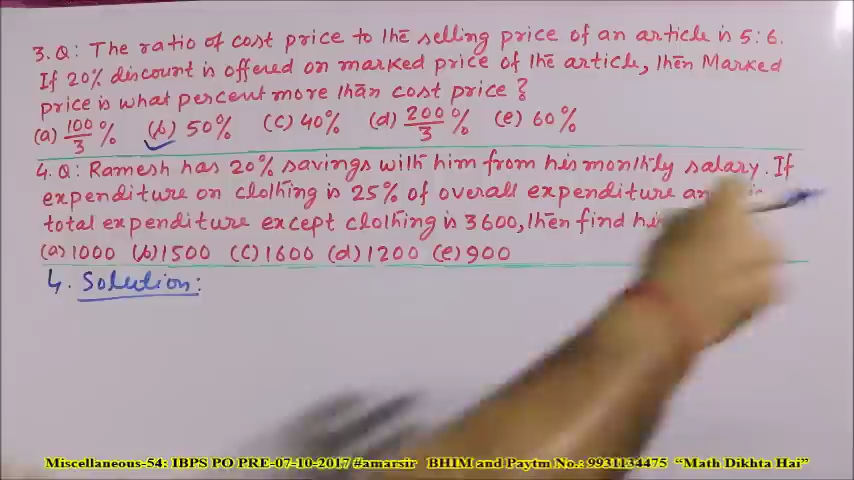 3. Q: The ratio of cost price to the selling price of an article is 5:6.
If 20% discount is offered on marked price of the article, then Marked
price is what percent more than cost price ?
(a) 100/3 % (b) 50% (c) 40% (d) 200/3 % (e) 60%
4. Q: Ramesh has 20% savings with him from his monthly salary. If
expenditure on clothing is 25% of overall expenditure
total expenditure except clothing is 3600, then find
(a) 1000 (b) 1500 (c) 1600 (d) 1200 (e) 900
4. Solution:
Miscellaneous-54: IBPS PO PRE-07-10-2017 #amarsir BHIM and Paytm No.: 9931134475 “Math Dikhta Hai”